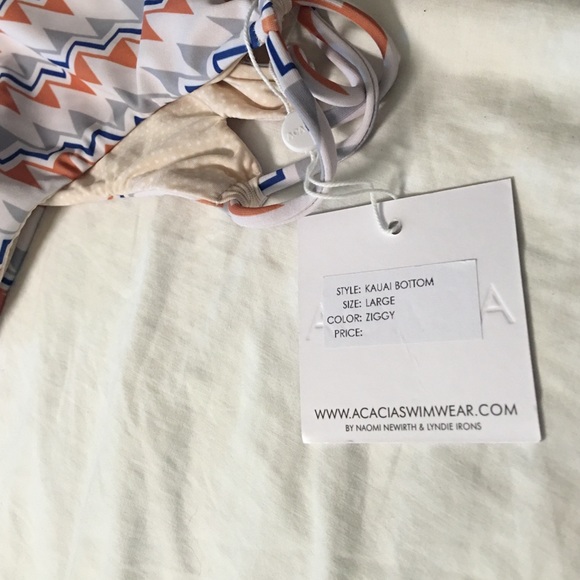 STYLE: KAUAI BOTTOM
SIZE: LARGE
COLOR: ZIGGY
PRICE:
WWW.ACACIASWIMWEAR.COM
BY NAOMI NEWIRTH & LYNDIE IRONS